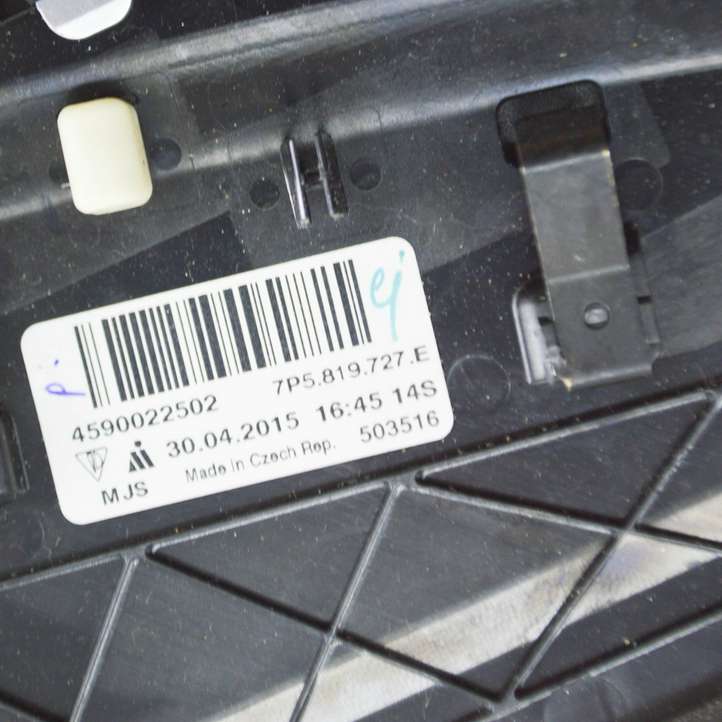 4590022502 7P5.819.727.E
30.04.2015 16:45 14S
Made in Czech Rep. 503516
MJS